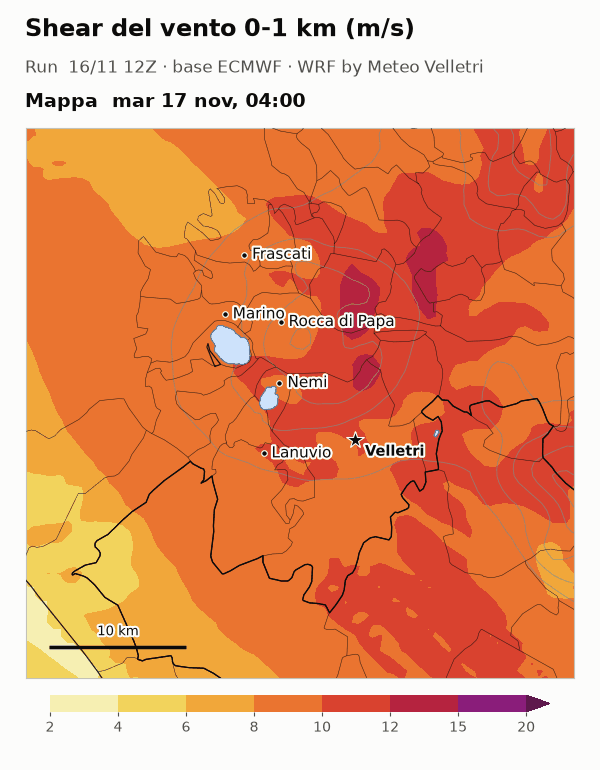 Shear del vento 0-1 km (m/s)
Run  16/11 12Z · base ECMWF · WRF by Meteo Velletri
Mappa  mar 17 nov, 04:00
Frascati
Marino
Rocca di Papa
Nemi
Velletri
Lanuvio
10 km
2 4 6 8 10 12 15 20